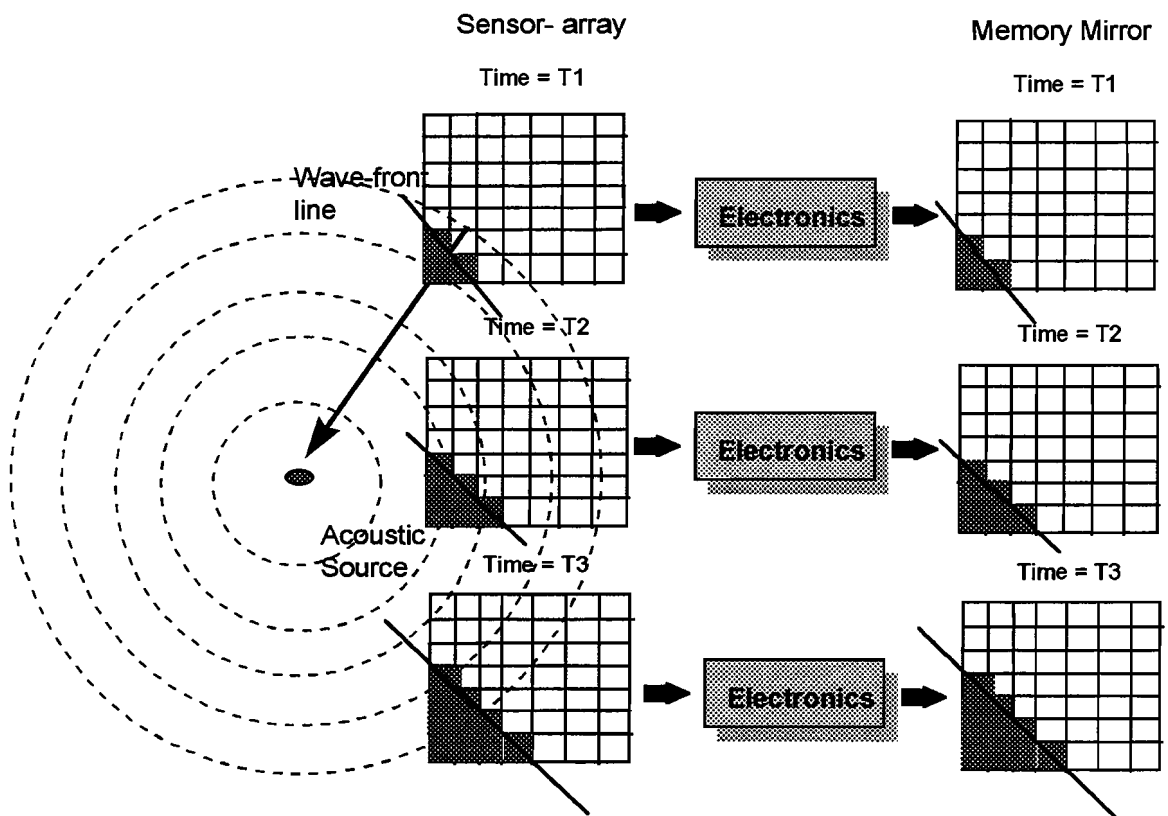 Sensor- array
Memory Mirror
Time = T1
Time = T1
Wave-front
line
Electronics
Time = T2
Time = T2
Electronics
Acoustic
Source
Time = T3
Time = T3
Electronics